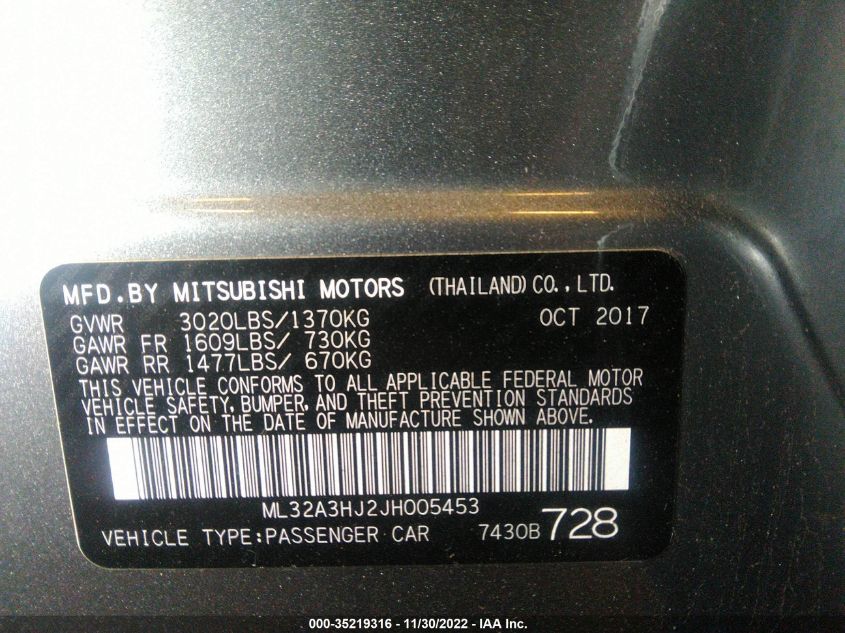 MFD.BY MITSUBISHI MOTORS (THAILAND) CO., LTD.
GVWR 3020LBS/1370KG OCT 2017
GAWR FR 1609LBS/ 730KG
GAWR RR 1477LBS/ 670KG
THIS VEHICLE CONFORMS TO ALL APPLICABLE FEDERAL MOTOR
VEHICLE SAFETY, BUMPER, AND THEFT PREVENTION STANDARDS
IN EFFECT ON THE DATE OF MANUFACTURE SHOWN ABOVE.
ML32A3HJ2JH005453
VEHICLE TYPE:PASSENGER CAR 7430B 728
000-35219316 - 11/30/2022 - IAA Inc.